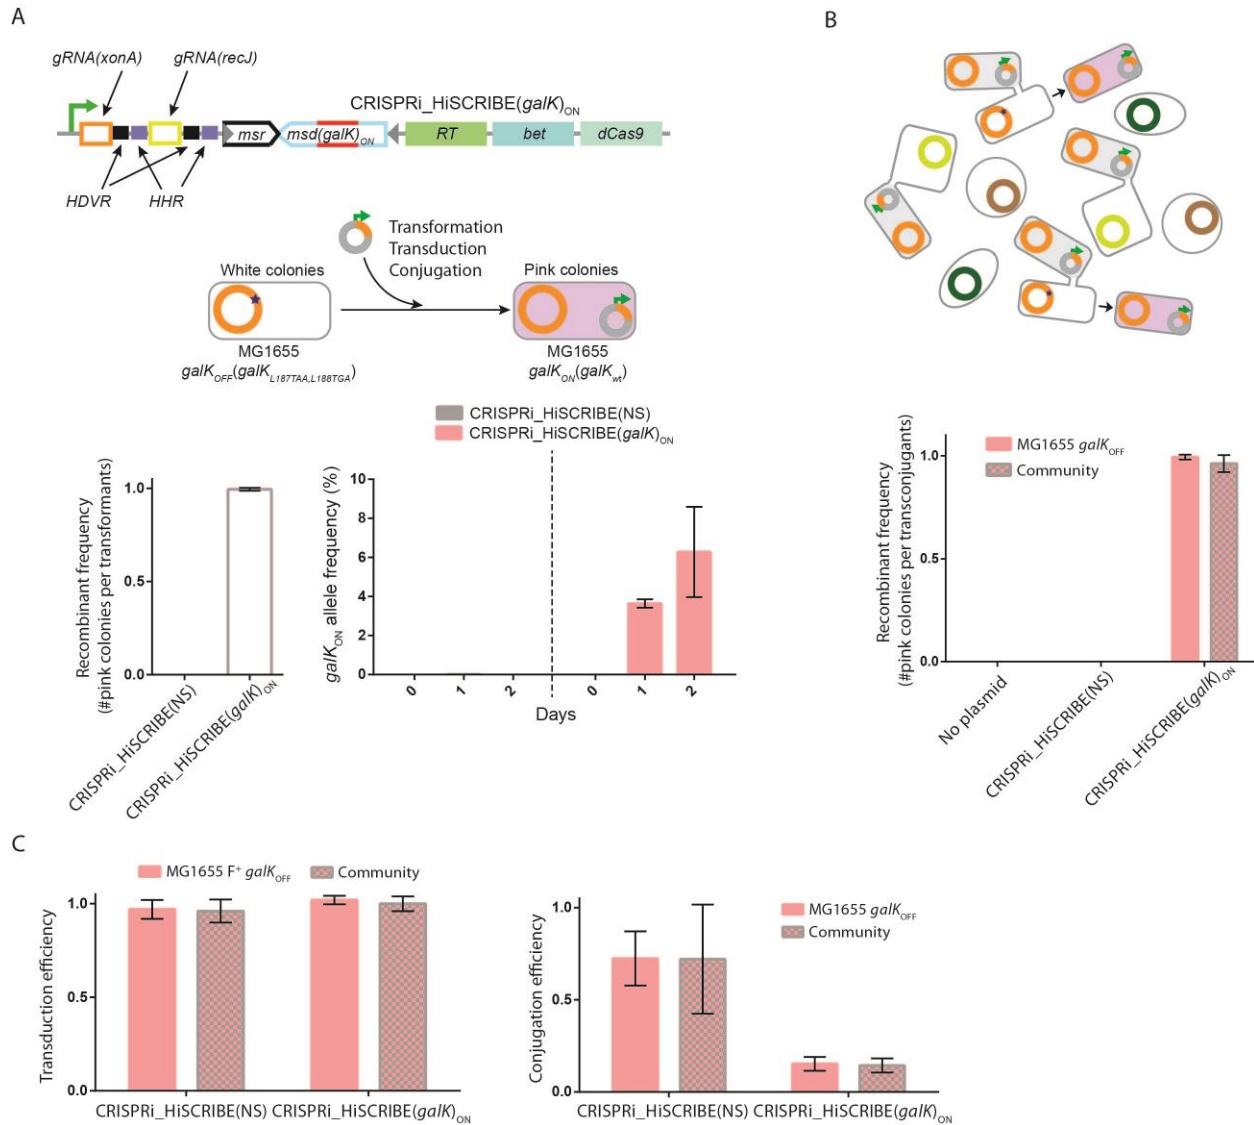 A
gRNA(xonA)
gRNA(recJ)
CRISPRi_HiSCRIBE(galK)ON
msr
msd(galK)ON
RT
bet
dCas9
HDVR
HHR
Transformation
Transduction
Conjugation
White colonies
Pink colonies
MG1655
galKOFF(galKL187TAA,L188TGA)
MG1655
galKON(galKwt)
Recombinant frequency
(#pink colonies per transformants)
1.0
0.5
0.0
CRISPRi_HiSCRIBE(NS)
CRISPRi_HiSCRIBE(galK)ON
CRISPRi_HiSCRIBE(NS)
CRISPRi_HiSCRIBE(galK)ON
galKON allele frequency (%)
10
8
6
4
2
0
0
1
2
0
1
2
Days
B
MG1655 galKOFF
Community
Recombinant frequency
(#pink colonies per transconjugants)
1.0
0.5
0.0
No plasmid
CRISPRi_HiSCRIBE(NS)
CRISPRi_HiSCRIBE(galK)ON
C
MG1655 F+ galKOFF
Community
Transduction efficiency
1.0
0.5
0.0
CRISPRi_HiSCRIBE(NS)
CRISPRi_HiSCRIBE(galK)ON
MG1655 galKOFF
Community
Conjugation efficiency
1.0
0.5
0.0
CRISPRi_HiSCRIBE(NS)
CRISPRi_HiSCRIBE(galK)ON